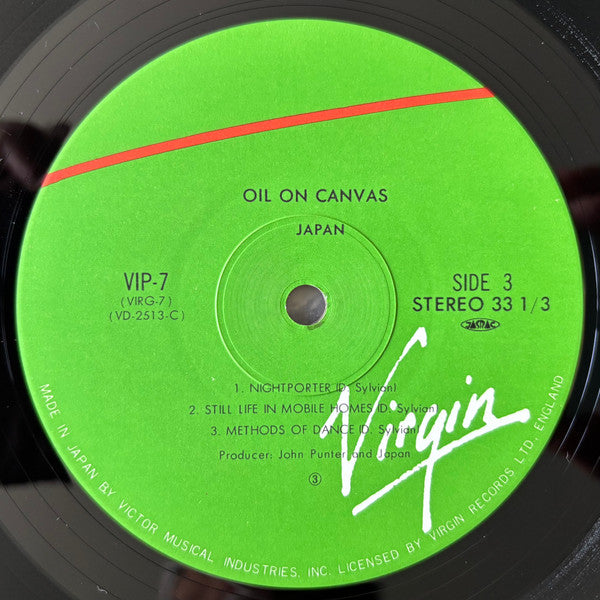 OIL ON CANVAS
JAPAN
VIP-7
(VIRG-7)
(VD-2513-C)
SIDE 3
STEREO 33 1/3
JASRAC
1. NIGHTPORTER (D. Sylvian)
2. STILL LIFE IN MOBILE HOMES (D. Sylvian)
3. METHODS OF DANCE (D. Sylvian)
Producer: John Punter and Japan
③
Virgin
MADE IN JAPAN BY VICTOR MUSICAL INDUSTRIES, INC. LICENSED BY VIRGIN RECORDS LTD. ENGLAND